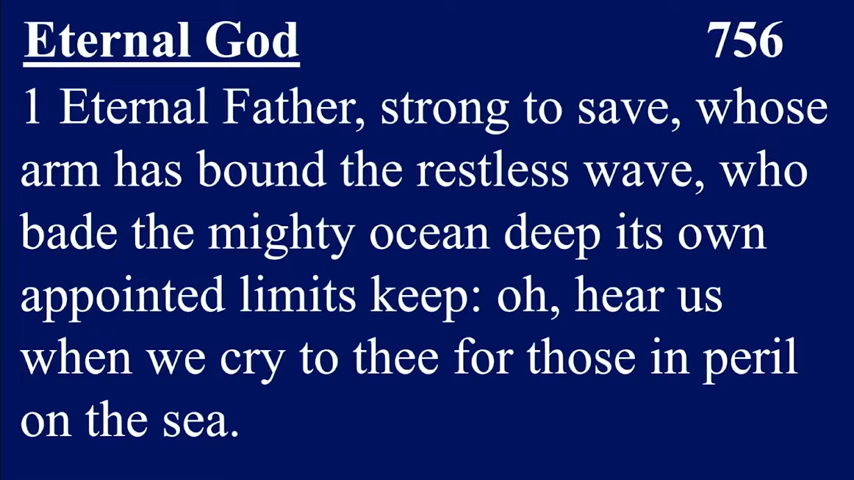 Eternal God 756
1 Eternal Father, strong to save, whose
arm has bound the restless wave, who
bade the mighty ocean deep its own
appointed limits keep: oh, hear us
when we cry to thee for those in peril
on the sea.